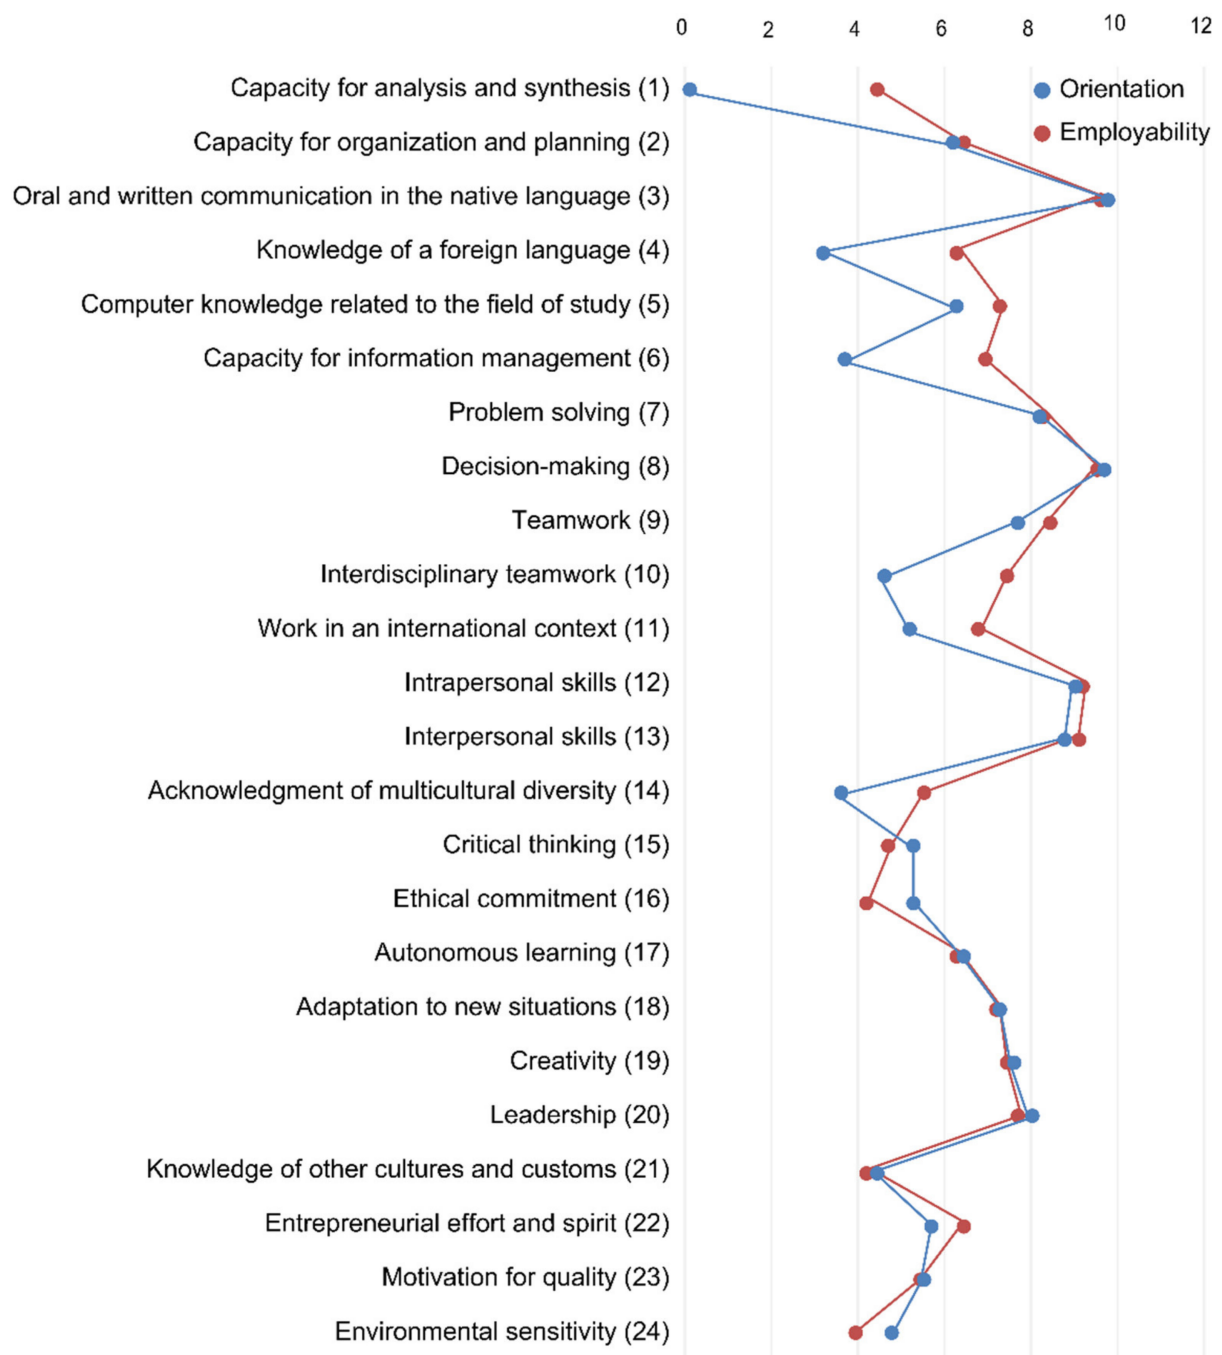 0 2 4 6 8 10 12
Capacity for analysis and synthesis (1)
Orientation
Capacity for organization and planning (2)
Employability
Oral and written communication in the native language (3)
Knowledge of a foreign language (4)
Computer knowledge related to the field of study (5)
Capacity for information management (6)
Problem solving (7)
Decision-making (8)
Teamwork (9)
Interdisciplinary teamwork (10)
Work in an international context (11)
Intrapersonal skills (12)
Interpersonal skills (13)
Acknowledgment of multicultural diversity (14)
Critical thinking (15)
Ethical commitment (16)
Autonomous learning (17)
Adaptation to new situations (18)
Creativity (19)
Leadership (20)
Knowledge of other cultures and customs (21)
Entrepreneurial effort and spirit (22)
Motivation for quality (23)
Environmental sensitivity (24)